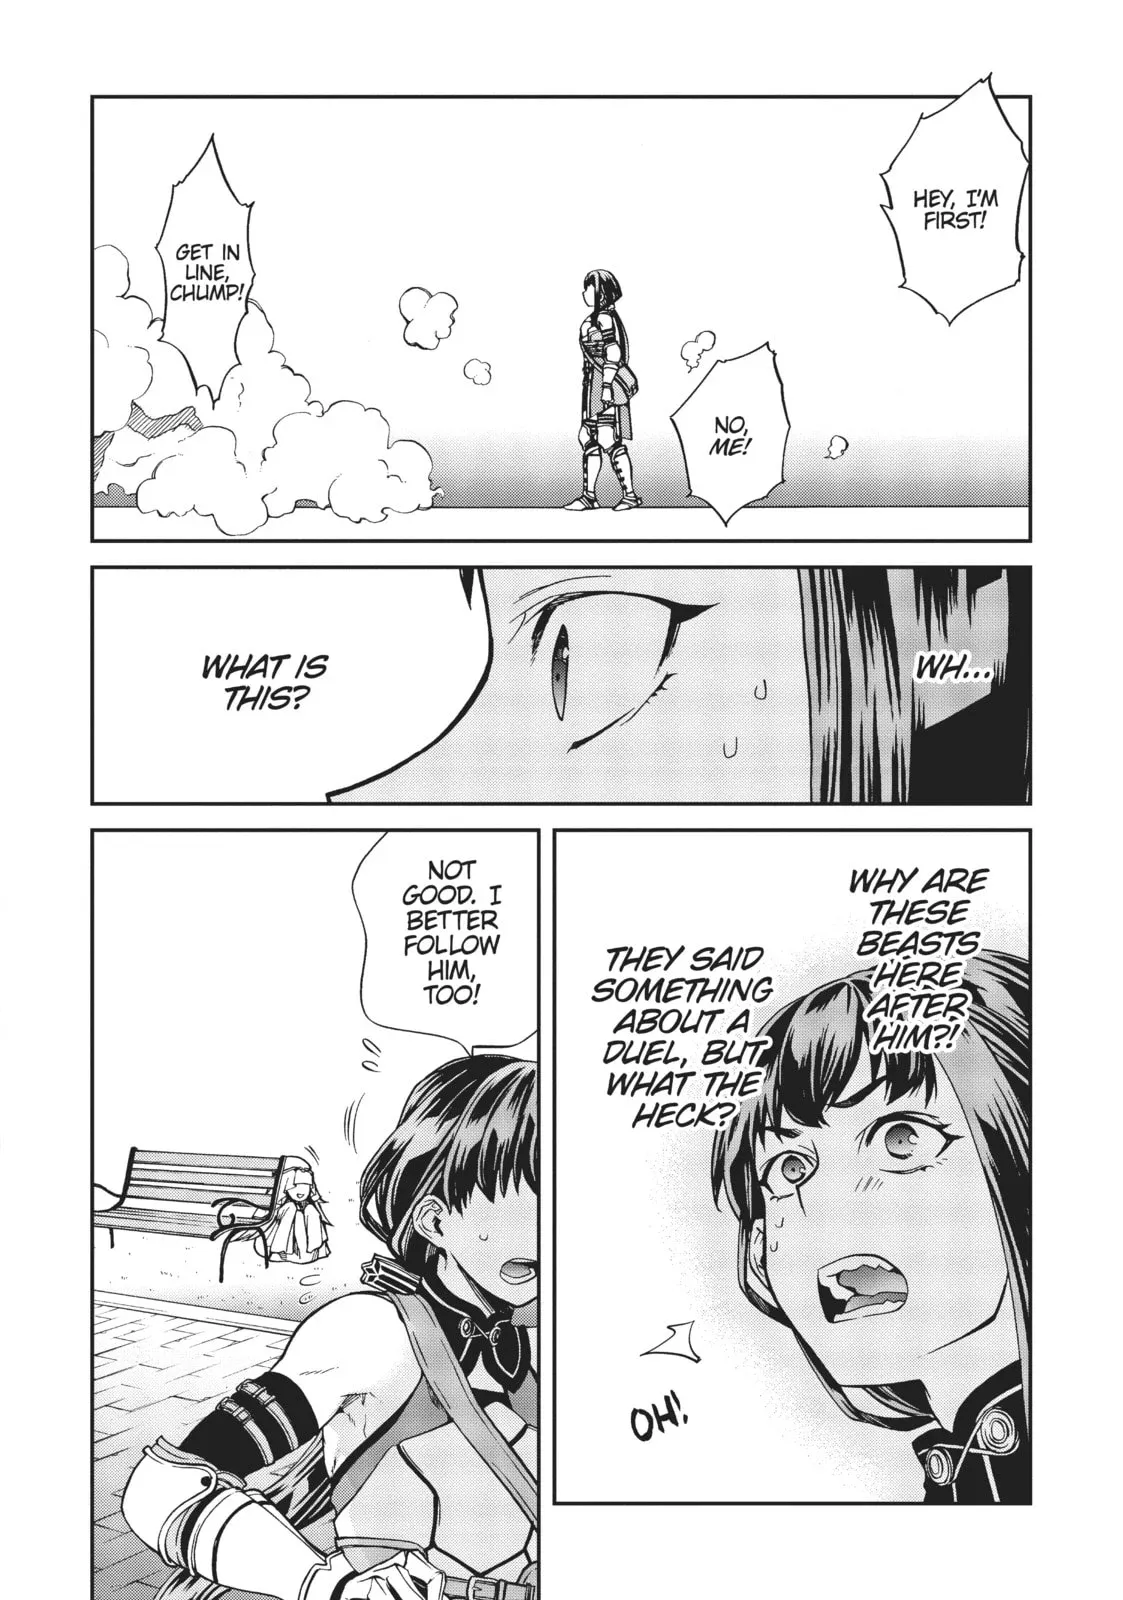 HEY, I'M
FIRST!
NO,
ME!
GET IN
LINE,
CHUMP!
WH...
WHAT IS
THIS?
WHY ARE
THESE
BEASTS
HERE
AFTER
HIM?!
THEY SAID
SOMETHING
ABOUT A
DUEL, BUT
WHAT THE
HECK?
OH!
NOT
GOOD. I
BETTER
FOLLOW
HIM,
TOO!